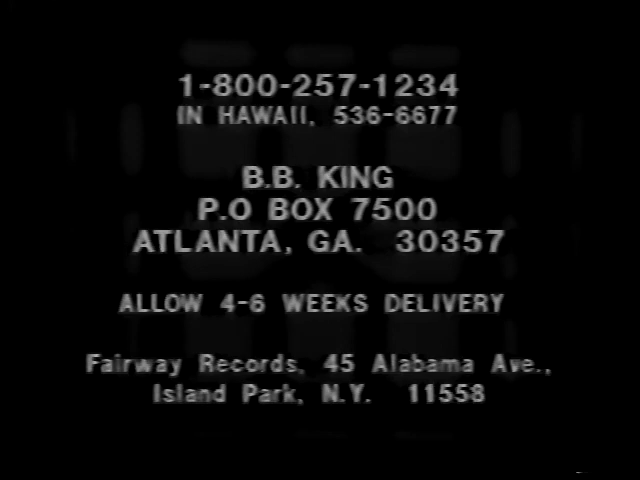 1-800-257-1234
IN HAWAII, 536-6677
B.B. KING
P.O BOX 7500
ATLANTA, GA. 30357
ALLOW 4-6 WEEKS DELIVERY
Fairway Records, 45 Alabama Ave.,
Island Park, N.Y. 11558